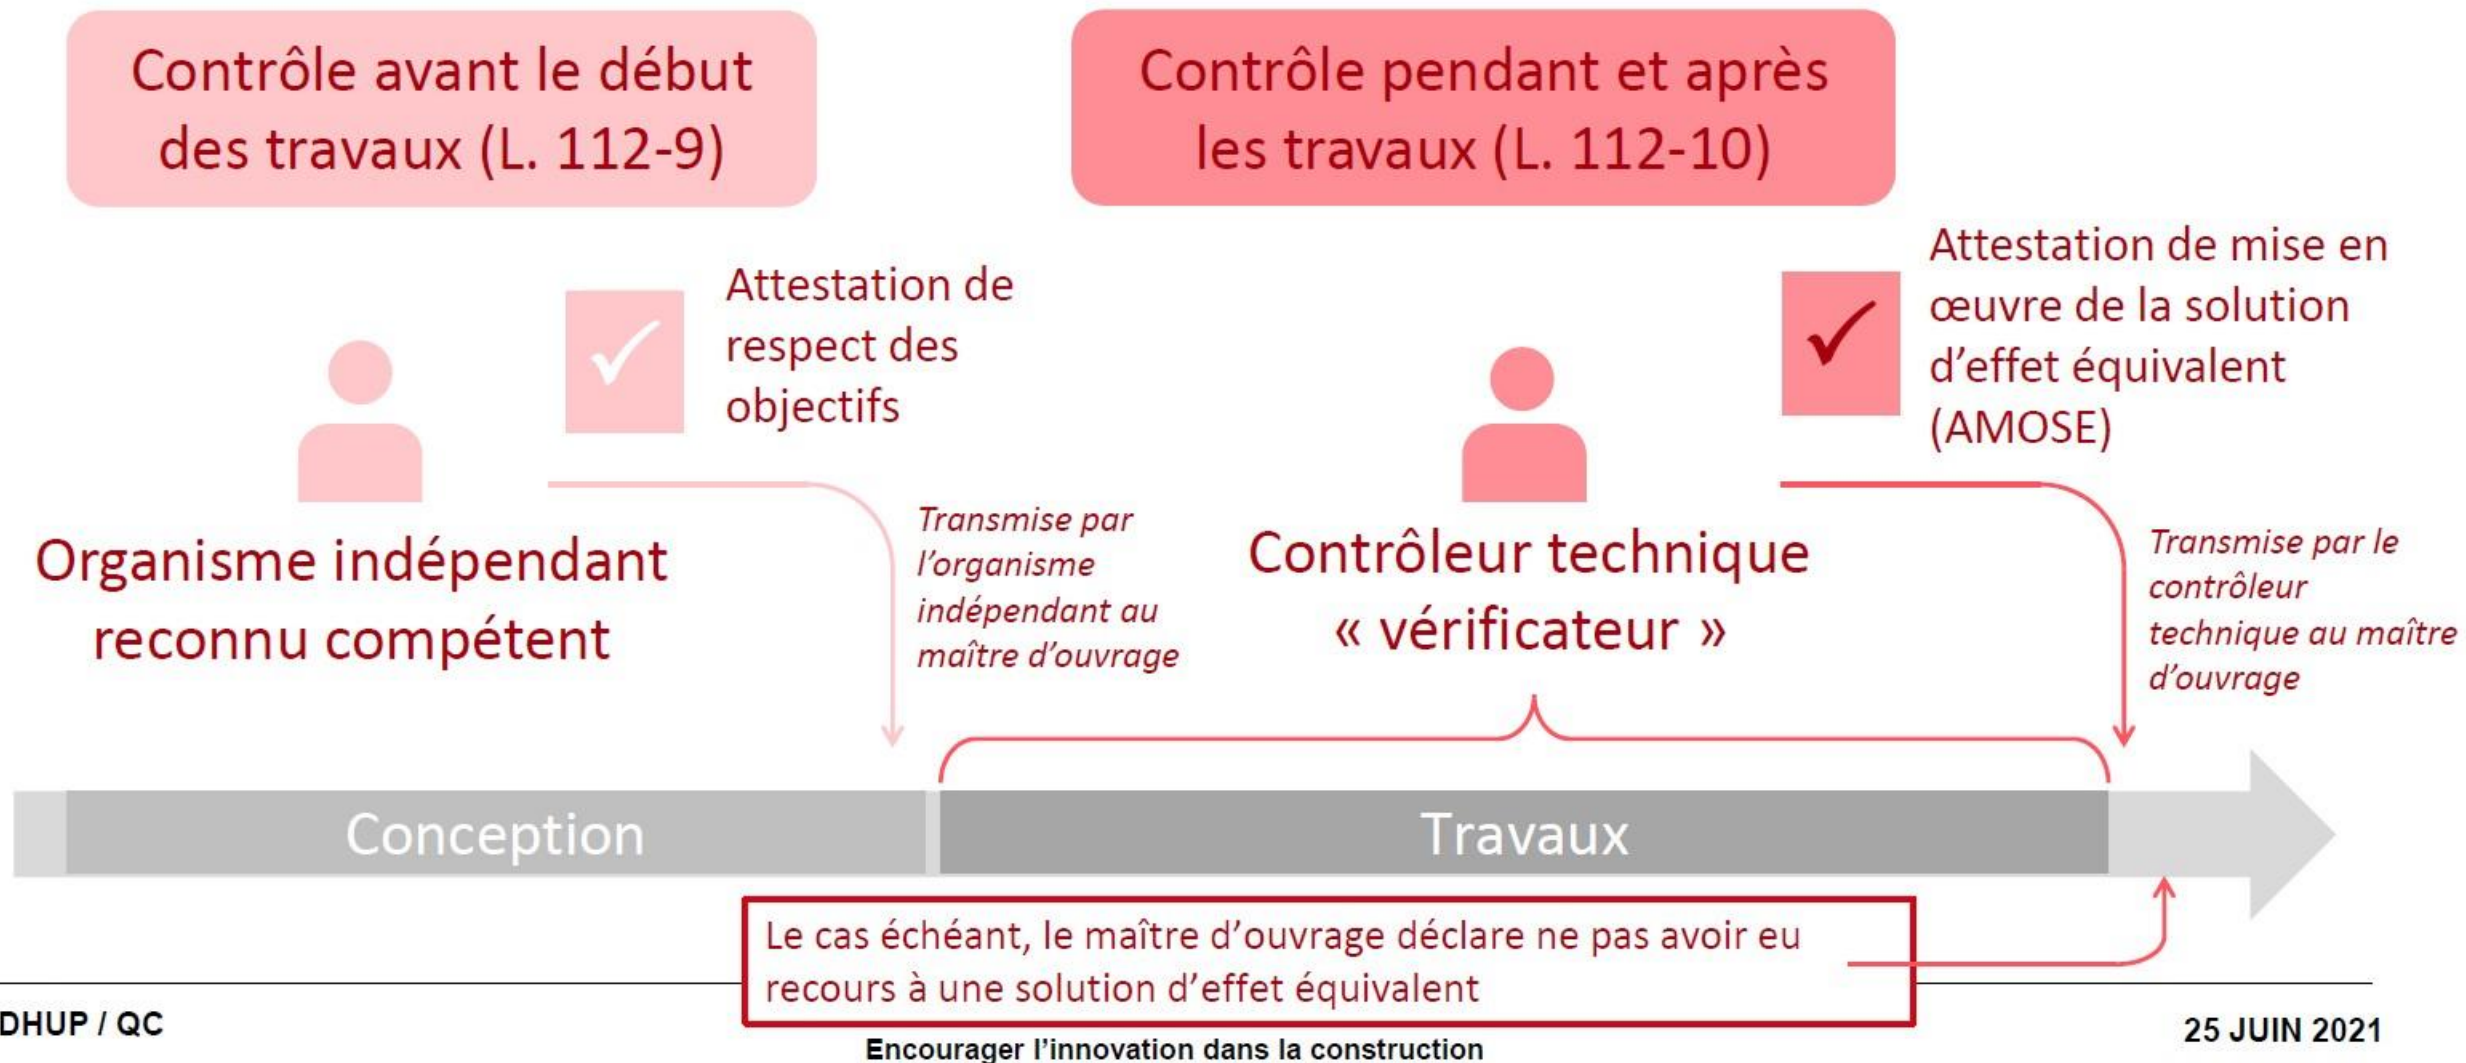 Contrôle avant le début
des travaux (L. 112-9)
Contrôle pendant et après
les travaux (L. 112-10)
Attestation de
respect des
objectifs
Attestation de mise en
œuvre de la solution
d’effet équivalent
(AMOSE)
Organisme indépendant
reconnu compétent
Transmise par
l’organisme
indépendant au
maître d’ouvrage
Contrôleur technique
« vérificateur »
Transmise par le
contrôleur
technique au maître
d’ouvrage
Conception
Travaux
Le cas échéant, le maître d’ouvrage déclare ne pas avoir eu
recours à une solution d’effet équivalent
DHUP / QC
Encourager l’innovation dans la construction
25 JUIN 2021